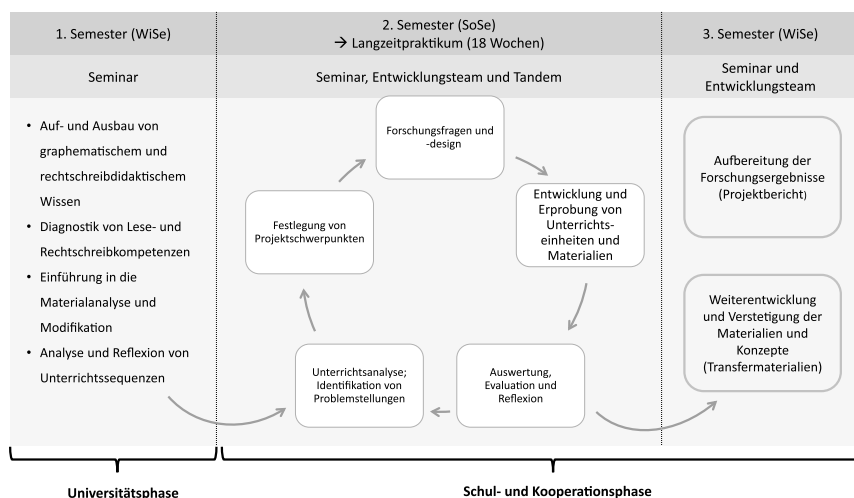 1. Semester (WiSe)
2. Semester (SoSe)
→ Langzeitpraktikum (18 Wochen)
3. Semester (WiSe)
Seminar
Seminar, Entwicklungsteam und Tandem
Seminar und
Entwicklungsteam
• Auf- und Ausbau von
graphematischem und
rechtschreibdidaktischem
Wissen
• Diagnostik von Lese- und
Rechtschreibkompetenzen
• Einführung in die
Materialanalyse und
Modifikation
• Analyse und Reflexion von
Unterrichtssequenzen
Forschungsfragen und
-design
Entwicklung und
Erprobung von
Unterrichts-
einheiten und
Materialien
Auswertung,
Evaluation und
Reflexion
Unterrichtsanalyse;
Identifikation von
Problemstellungen
Festlegung von
Projektschwerpunkten
Aufbereitung der
Forschungsergebnisse
(Projektbericht)
Weiterentwicklung
und Verstetigung der
Materialien und
Konzepte
(Transfermaterialien)
Universitätsphase
Schul- und Kooperationsphase